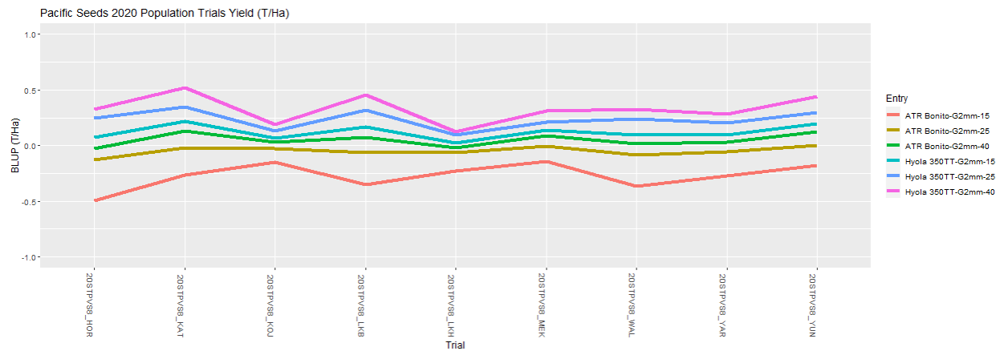 Pacific Seeds 2020 Population Trials Yield (T/Ha)
1.0
0.5
0.0
-0.5
-1.0
BLUP (T/Ha)
20STPVS8_HOR
20STPVS8_KAT
20STPVS8_KOJ
20STPVS8_LKB
20STPVS8_LKH
20STPVS8_MEK
20STPVS8_WAL
20STPVS8_YAR
20STPVS8_YUN
Trial
Entry
ATR Bonito-G2mm-15
ATR Bonito-G2mm-25
ATR Bonito-G2mm-40
Hyola 350TT-G2mm-15
Hyola 350TT-G2mm-25
Hyola 350TT-G2mm-40